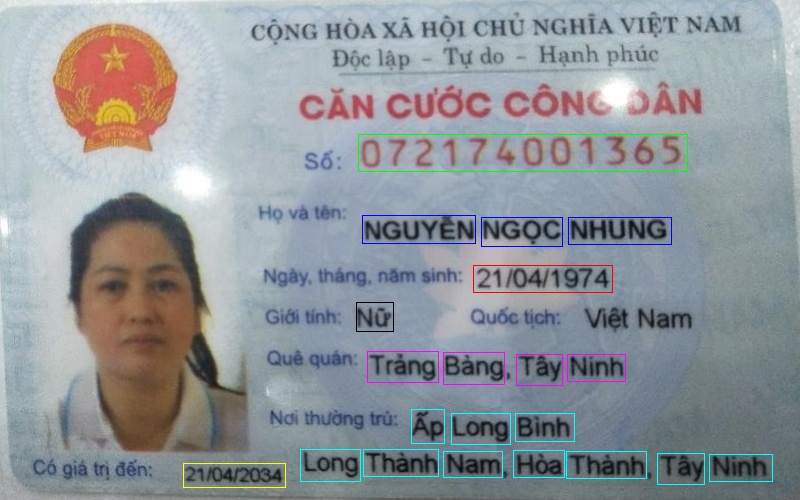 CỘNG HÒA XÃ HỘI CHỦ NGHĨA VIỆT NAM
Độc lập - Tự do - Hạnh phúc
CĂN CƯỚC CÔNG DÂN
Số: 072174001365
Họ và tên: NGUYỄN NGỌC NHUNG
Ngày, tháng, năm sinh: 21/04/1974
Giới tính: Nữ Quốc tịch: Việt Nam
Quê quán: Trảng Bàng, Tây Ninh
Nơi thường trú: Ấp Long Bình
Long Thành Nam, Hòa Thành, Tây Ninh
Có giá trị đến: 21/04/2034